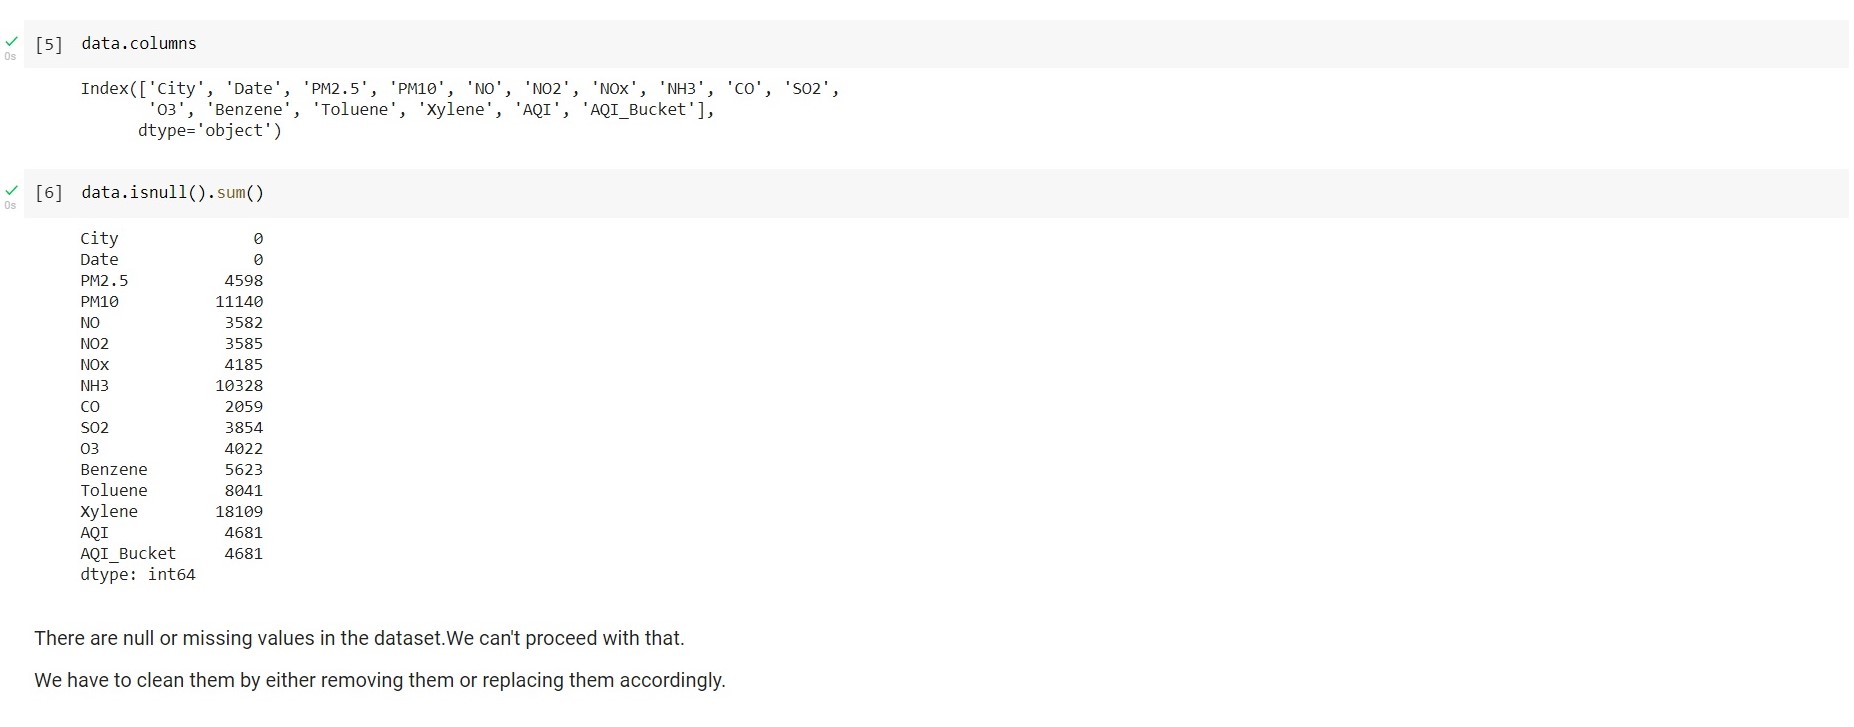 [5] data.columns
0s
Index(['City', 'Date', 'PM2.5', 'PM10', 'NO', 'NO2', 'NOx', 'NH3', 'CO', 'SO2',
'O3', 'Benzene', 'Toluene', 'Xylene', 'AQI', 'AQI_Bucket'],
dtype='object')
[6] data.isnull().sum()
0s
City 0
Date 0
PM2.5 4598
PM10 11140
NO 3582
NO2 3585
NOx 4185
NH3 10328
CO 2059
SO2 3854
O3 4022
Benzene 5623
Toluene 8041
Xylene 18109
AQI 4681
AQI_Bucket 4681
dtype: int64
There are null or missing values in the dataset.We can't proceed with that.
We have to clean them by either removing them or replacing them accordingly.